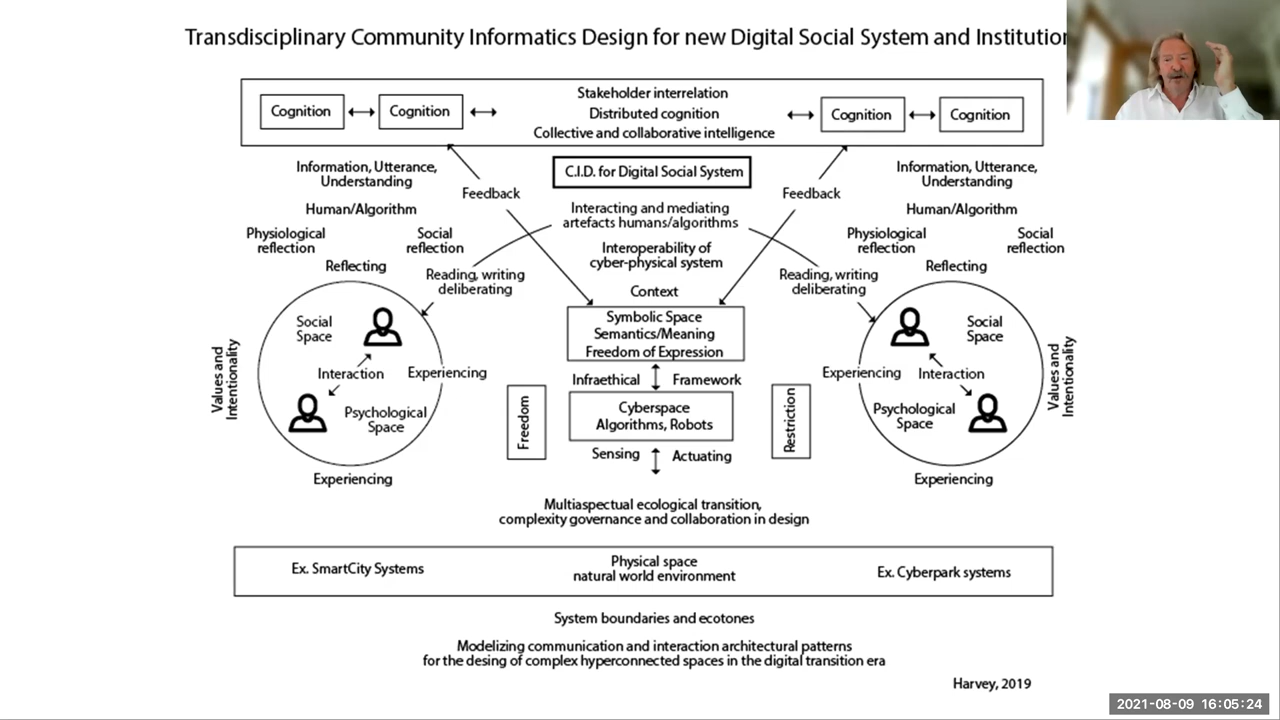 Transdisciplinary Community Informatics Design for new Digital Social System and Institution
Cognition
Cognition
Stakeholder interrelation
Distributed cognition
Collective and collaborative intelligence
Cognition
Cognition
Information, Utterance,
Understanding
C.I.D. for Digital Social System
Information, Utterance,
Understanding
Feedback
Feedback
Human/Algorithm
Interacting and mediating
artefacts humans/algorithms
Human/Algorithm
Physiological
reflection
Social
reflection
Interoperability of
cyber-physical system
Physiological
reflection
Social
reflection
Reflecting
Reading, writing
deliberating
Context
Reading, writing
deliberating
Reflecting
Values and
Intentionality
Social
Space
Interaction
Experiencing
Psychological
Space
Experiencing
Symbolic Space
Semantics/Meaning
Freedom of Expression
Infraethical
Framework
Freedom
Cyberspace
Algorithms, Robots
Restriction
Sensing
Actuating
Social
Space
Experiencing
Interaction
Psychological
Space
Values and
Intentionality
Experiencing
Multiaspectual ecological transition,
complexity governance and collaboration in design
Ex. SmartCity Systems
Physical space
natural world environment
Ex. Cyberpark systems
System boundaries and ecotones
Modelizing communication and interaction architectural patterns
for the desing of complex hyperconnected spaces in the digital transition era
Harvey, 2019
2021-08-09 16:05:24